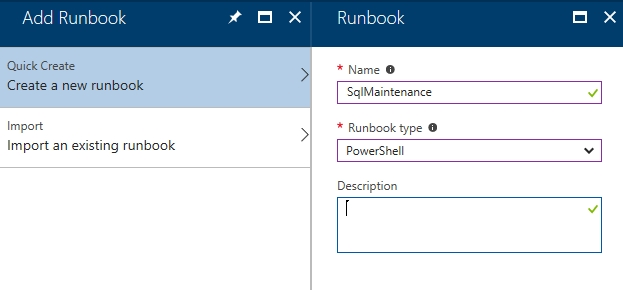 Add Runbook
Quick Create
Create a new runbook
Import
Import an existing runbook
Runbook
* Name
SqlMaintenance
* Runbook type
PowerShell
Description